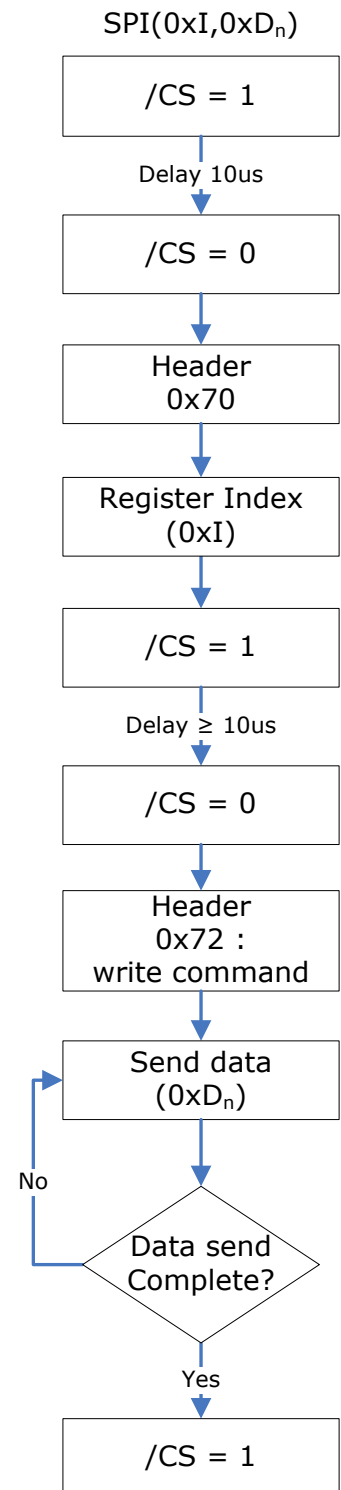 SPI(0xI,0xDₙ)
/CS = 1
Delay 10us
/CS = 0
Header
0x70
Register Index
(0xI)
/CS = 1
Delay ≥ 10us
/CS = 0
Header
0x72 :
write command
Send data
(0xDₙ)
No
Data send
Complete?
Yes
/CS = 1